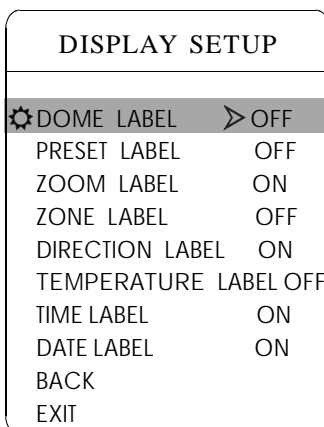 DISPLAY SETUP
DOME LABEL OFF
PRESET LABEL OFF
ZOOM LABEL ON
ZONE LABEL OFF
DIRECTION LABEL ON
TEMPERATURE LABEL OFF
TIME LABEL ON
DATE LABEL ON
BACK
EXIT